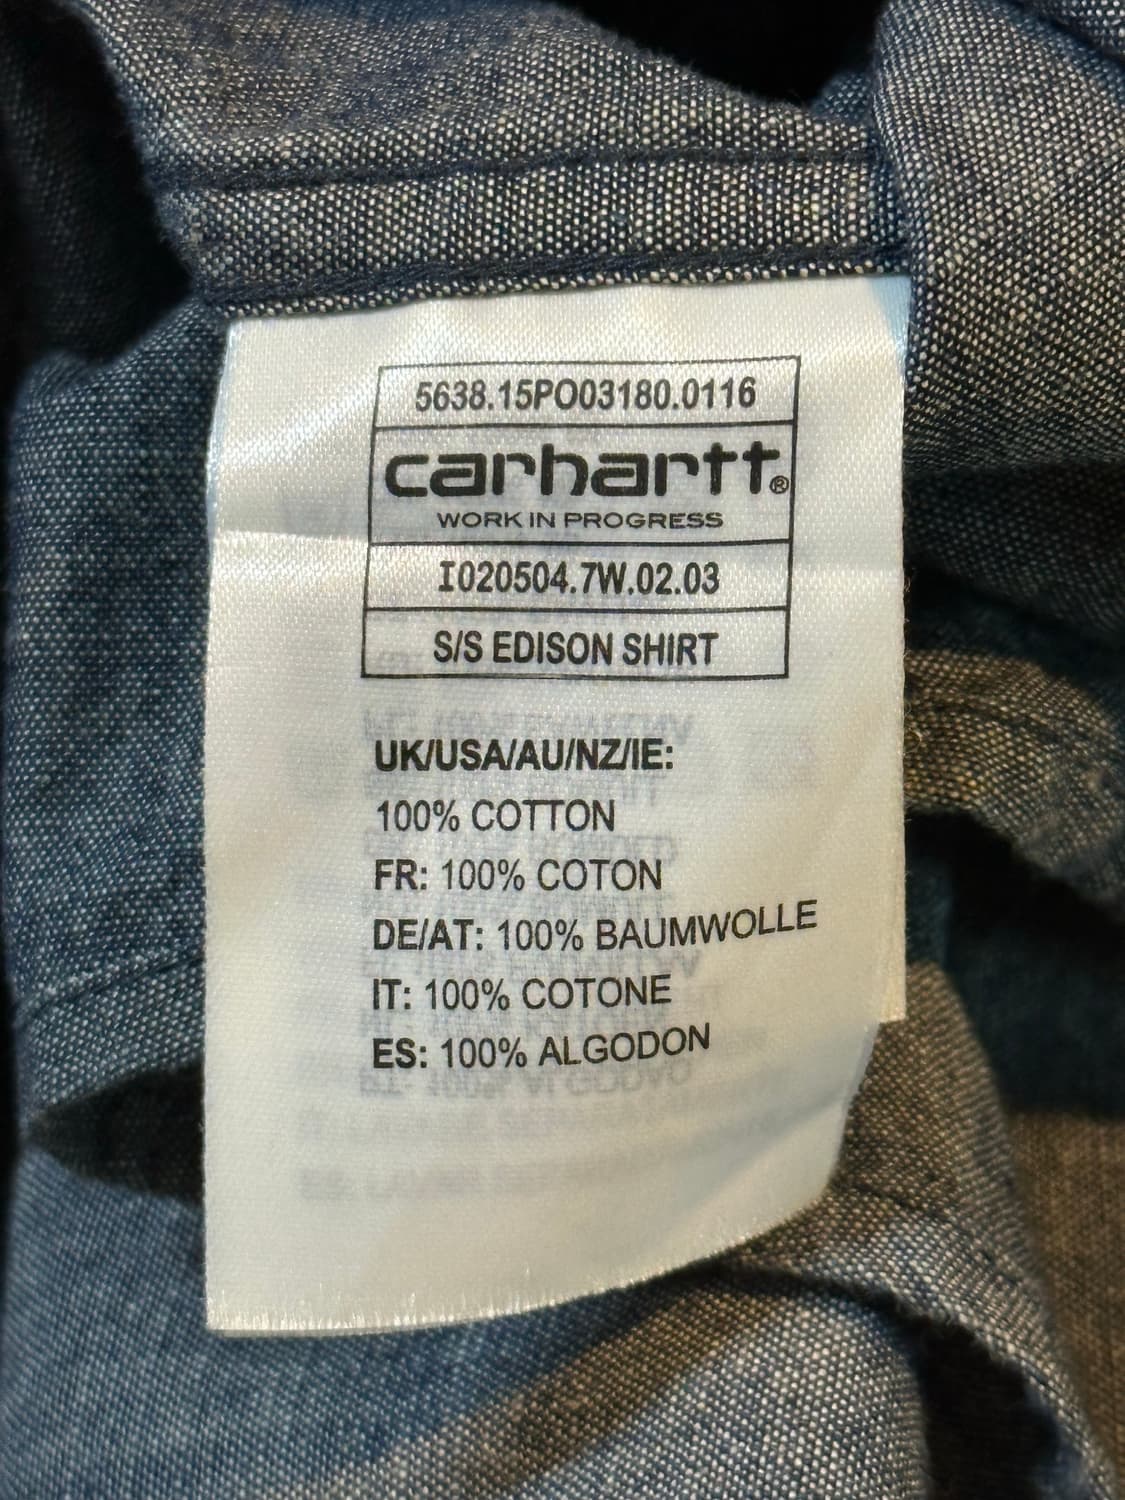 5638.15PO03180.0116
carhartt®
WORK IN PROGRESS
I020504.7W.02.03
S/S EDISON SHIRT
UK/USA/AU/NZ/IE:
100% COTTON
FR: 100% COTON
DE/AT: 100% BAUMWOLLE
IT: 100% COTONE
ES: 100% ALGODON